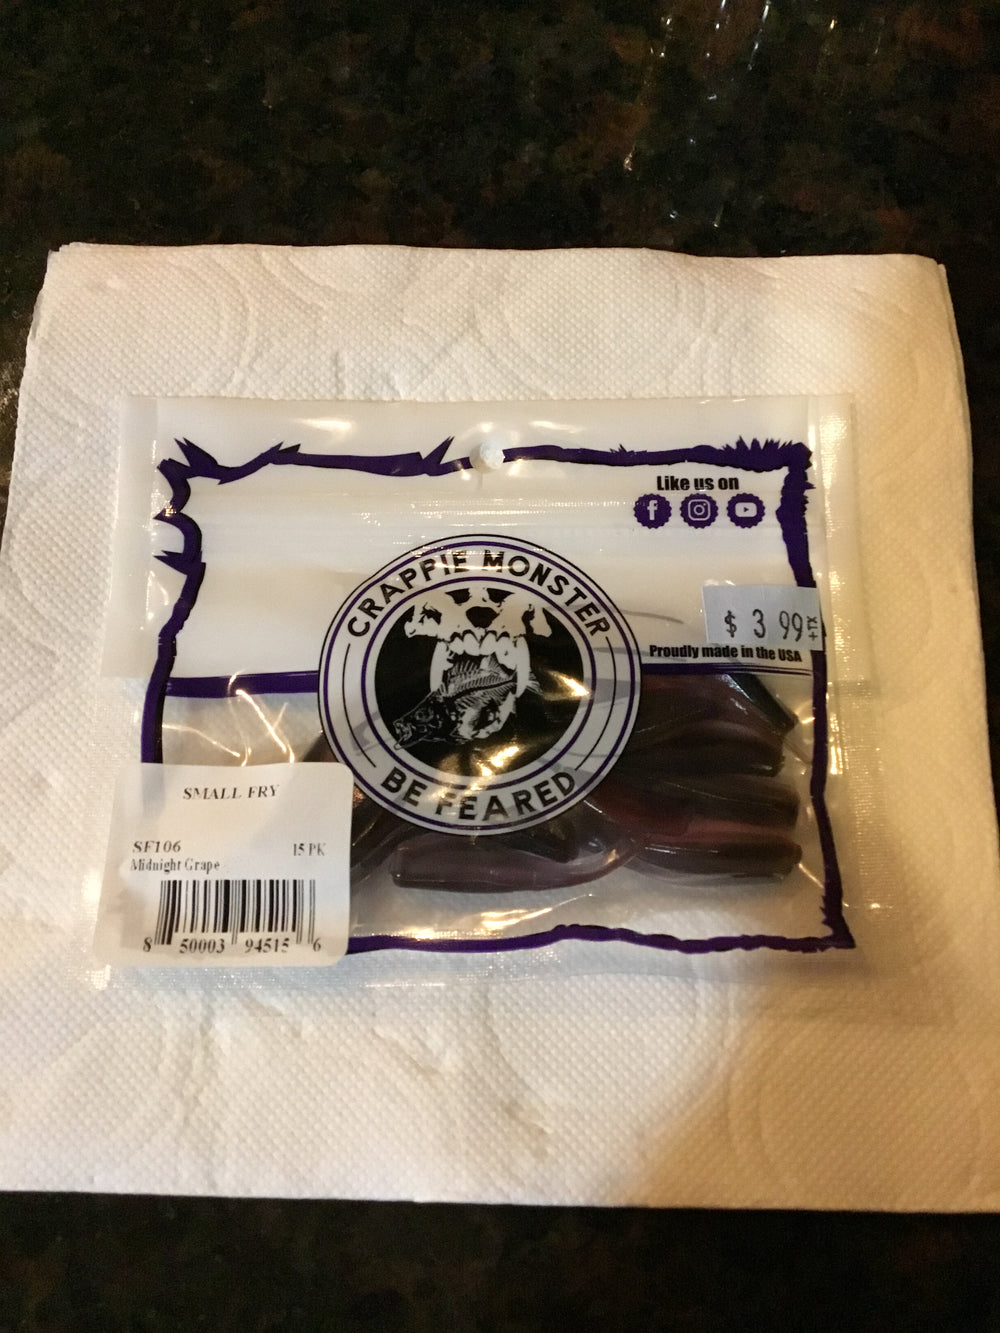 Like us on
CRAPPIE MONSTER
$ 3 99 +TX
Proudly made in the USA
BE FEARED
SMALL FRY
SF106 15 PK
Midnight Grape
8 50003 94515 6